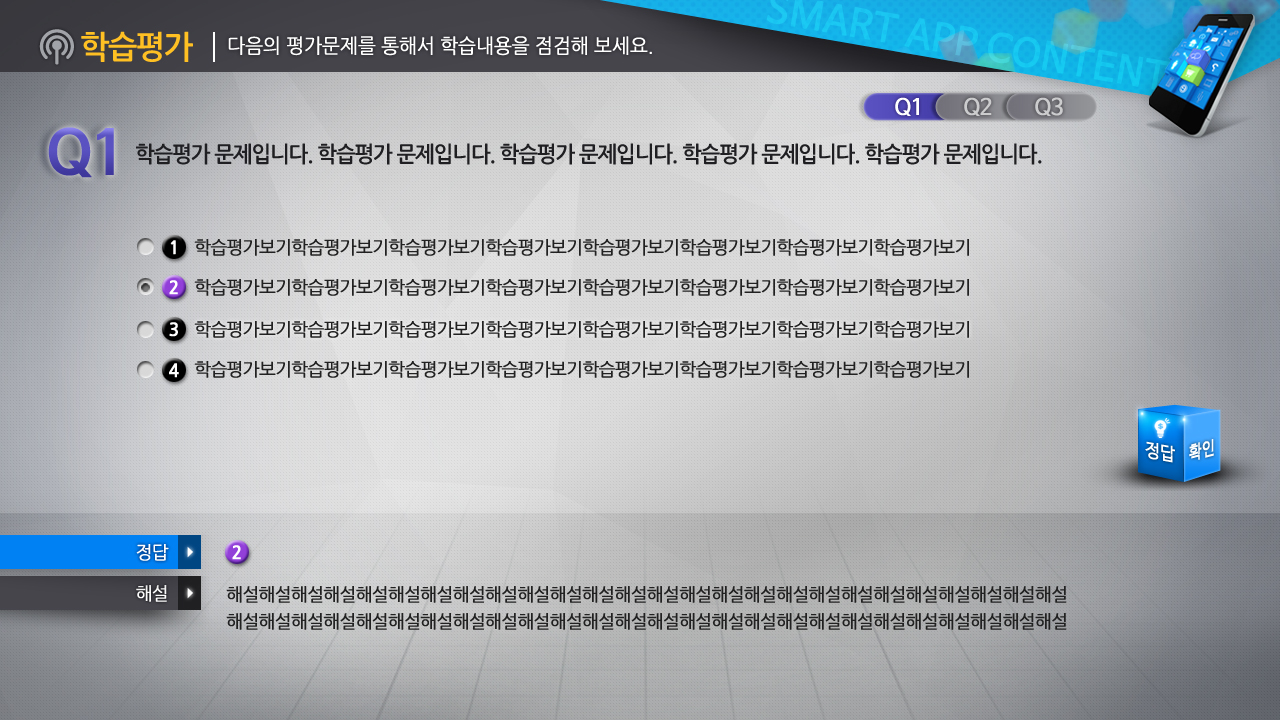 학습평가
다음의 평가문제를 통해서 학습내용을 점검해 보세요.
SMART APP CONTENT
Q1 Q2 Q3
Q1 학습평가 문제입니다. 학습평가 문제입니다. 학습평가 문제입니다. 학습평가 문제입니다. 학습평가 문제입니다.
1 학습평가보기학습평가보기학습평가보기학습평가보기학습평가보기학습평가보기학습평가보기학습평가보기
2 학습평가보기학습평가보기학습평가보기학습평가보기학습평가보기학습평가보기학습평가보기학습평가보기
3 학습평가보기학습평가보기학습평가보기학습평가보기학습평가보기학습평가보기학습평가보기학습평가보기
4 학습평가보기학습평가보기학습평가보기학습평가보기학습평가보기학습평가보기학습평가보기학습평가보기
정답 확인
정답 2
해설 해설해설해설해설해설해설해설해설해설해설해설해설해설해설해설해설해설해설해설해설해설해설해설해설해설해설
해설해설해설해설해설해설해설해설해설해설해설해설해설해설해설해설해설해설해설해설해설해설해설해설해설해설